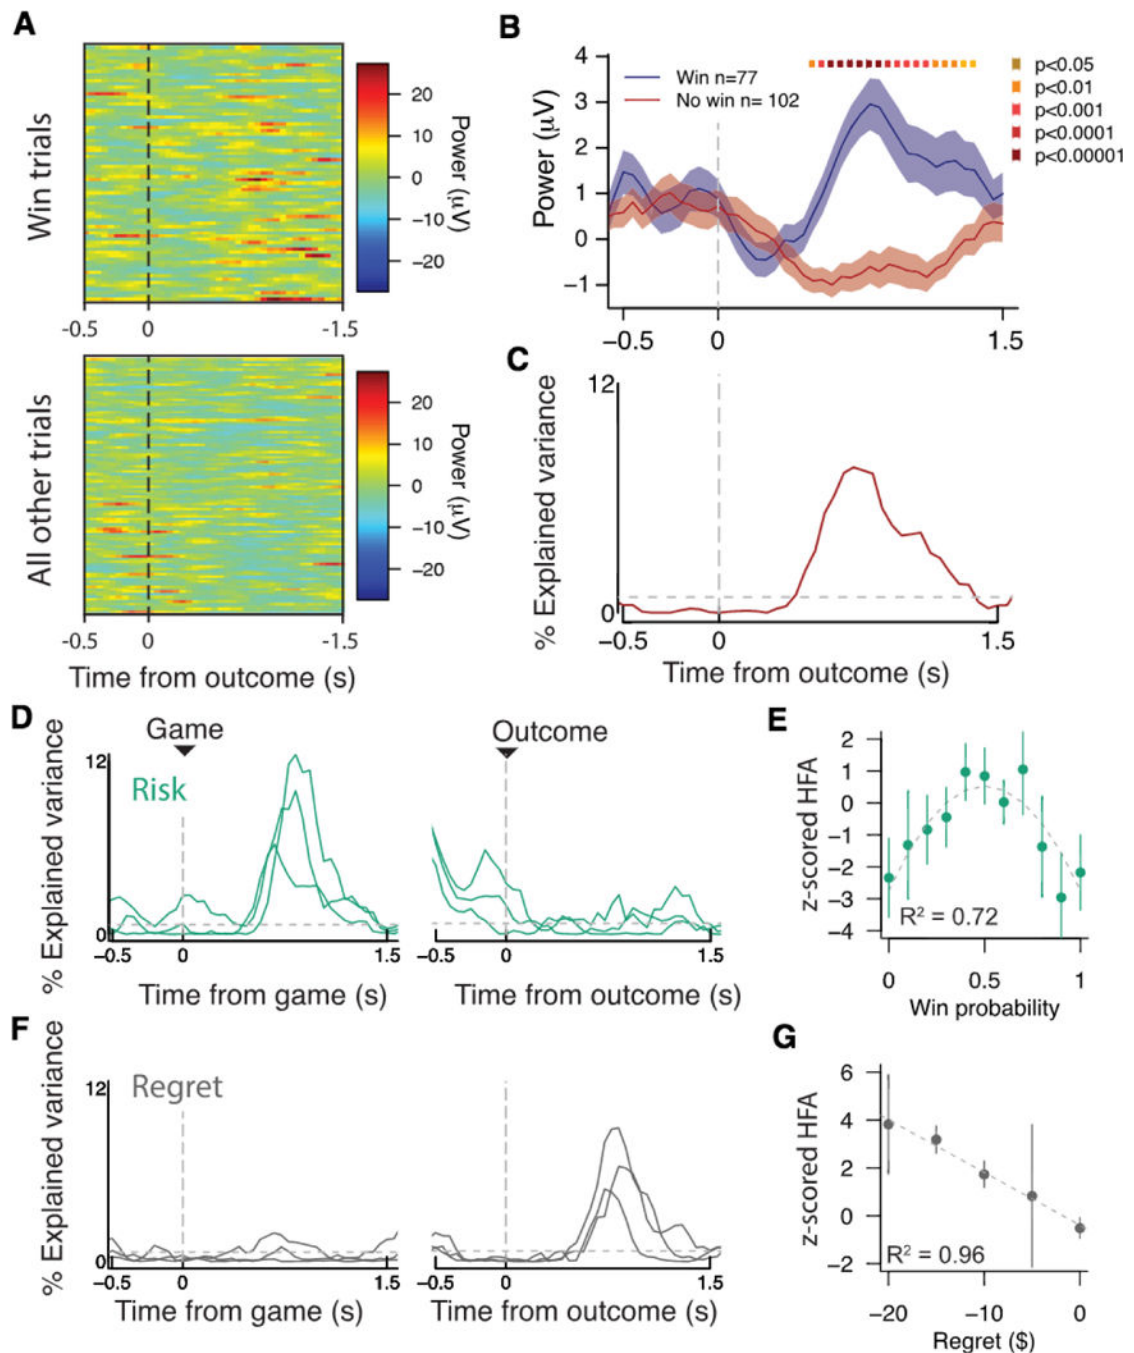 A
Win trials
20
10
0
−10
−20
Power (μV)
-0.5
0
-1.5
All other trials
20
10
0
−10
−20
Power (μV)
-0.5
0
-1.5
Time from outcome (s)
B
Power (μV)
4
3
2
1
0
−1
Win n=77
No win n= 102
p<0.05
p<0.01
p<0.001
p<0.0001
p<0.00001
−0.5
0
1.5
C
% Explained variance
12
0
−0.5
0
1.5
Time from outcome (s)
D
% Explained variance
Game
Outcome
Risk
12
0
−0.5
0
1.5
−0.5
0
1.5
Time from game (s)
Time from outcome (s)
E
z-scored HFA
2
1
0
−1
−2
−3
−4
R² = 0.72
0
0.5
1
Win probability
F
% Explained variance
Regret
12
0
−0.5
0
1.5
−0.5
0
1.5
Time from game (s)
Time from outcome (s)
G
z-scored HFA
6
4
2
0
−2
R² = 0.96
−20
−10
0
Regret ($)